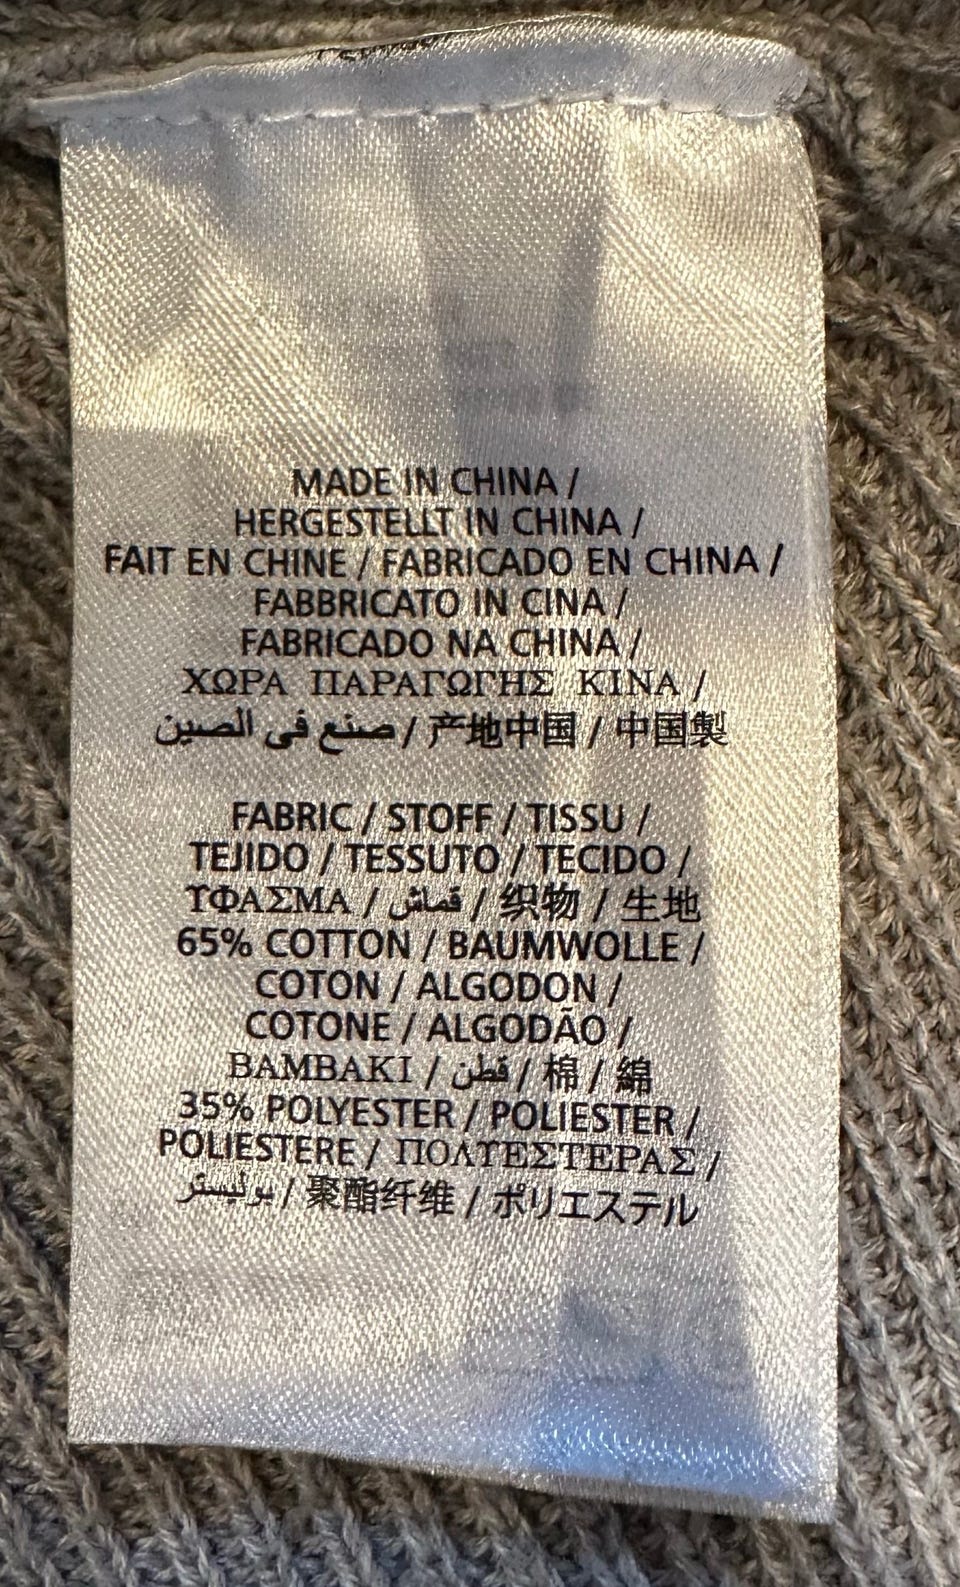 MADE IN CHINA /
HERGESTELLT IN CHINA /
FAIT EN CHINE / FABRICADO EN CHINA /
FABBRICATO IN CINA /
FABRICADO NA CHINA /
ΧΩΡΑ ΠΑΡΑΓΩΓΗΣ ΚΙΝΑ /
صنع فى الصين / 产地中国 / 中国製
FABRIC / STOFF / TISSU /
TEJIDO / TESSUTO / TECIDO /
ΥΦΑΣΜΑ / قماش / 织物 / 生地
65% COTTON / BAUMWOLLE /
COTON / ALGODON /
COTONE / ALGODÃO /
ΒΑΜΒΑΚΙ / قطن / 棉 / 綿
35% POLYESTER / POLIESTER /
POLIESTERE / ΠΟΛΥΕΣΤΕΡΑΣ /
بوليستر / 聚酯纤维 / ポリエステル